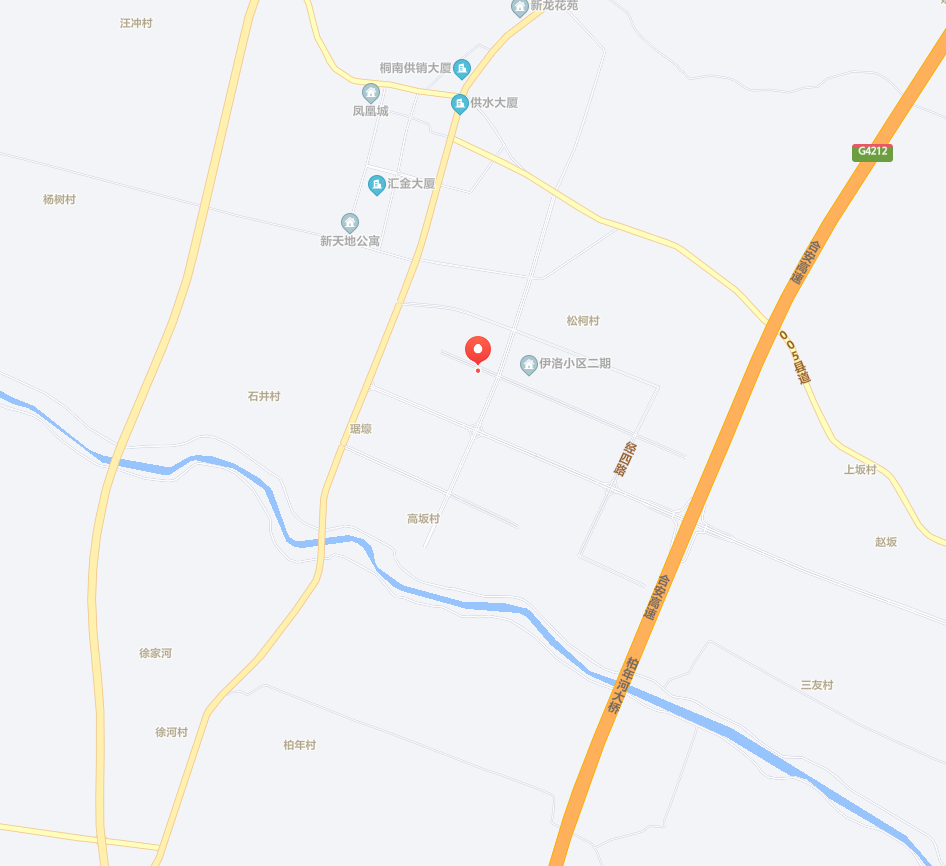 新龙花苑
汪冲村
桐南供销大厦
供水大厦
凤凰城
G4212
汇金大厦
杨树村
新天地公寓
合安高速
松柯村
005县道
伊洛小区二期
石井村
琚壕
经四路
上坂村
高坂村
赵坂
合安高速
徐家河
柏年河大桥
三友村
徐河村
柏年村